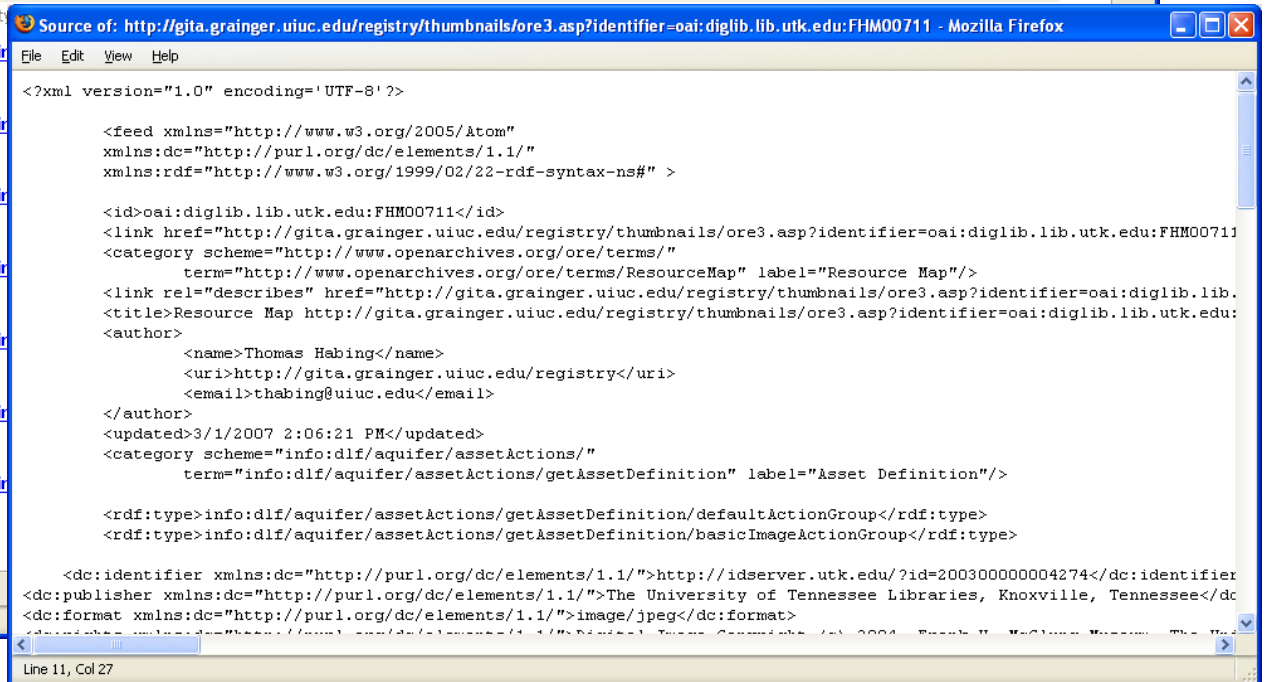 Source of: http://gita.grainger.uiuc.edu/registry/thumbnails/ore3.asp?identifier=oai:diglib.lib.utk.edu:FHM00711 - Mozilla Firefox
File Edit View Help
<?xml version="1.0" encoding='UTF-8'?>
<feed xmlns="http://www.w3.org/2005/Atom"
xmlns:dc="http://purl.org/dc/elements/1.1/"
xmlns:rdf="http://www.w3.org/1999/02/22-rdf-syntax-ns#" >
<id>oai:diglib.lib.utk.edu:FHM00711</id>
<link href="http://gita.grainger.uiuc.edu/registry/thumbnails/ore3.asp?identifier=oai:diglib.lib.utk.edu:FHM00711
<category scheme="http://www.openarchives.org/ore/terms/"
term="http://www.openarchives.org/ore/terms/ResourceMap" label="Resource Map"/>
<link rel="describes" href="http://gita.grainger.uiuc.edu/registry/thumbnails/ore3.asp?identifier=oai:diglib.lib.
<title>Resource Map http://gita.grainger.uiuc.edu/registry/thumbnails/ore3.asp?identifier=oai:diglib.lib.utk.edu:
<author>
<name>Thomas Habing</name>
<uri>http://gita.grainger.uiuc.edu/registry</uri>
<email>thabing@uiuc.edu</email>
</author>
<updated>3/1/2007 2:06:21 PM</updated>
<category scheme="info:dlf/aquifer/assetActions/"
term="info:dlf/aquifer/assetActions/getAssetDefinition" label="Asset Definition"/>
<rdf:type>info:dlf/aquifer/assetActions/getAssetDefinition/defaultActionGroup</rdf:type>
<rdf:type>info:dlf/aquifer/assetActions/getAssetDefinition/basicImageActionGroup</rdf:type>
<dc:identifier xmlns:dc="http://purl.org/dc/elements/1.1/">http://idserver.utk.edu/?id=200300000004274</dc:identifier
<dc:publisher xmlns:dc="http://purl.org/dc/elements/1.1/">The University of Tennessee Libraries, Knoxville, Tennessee</dc
<dc:format xmlns:dc="http://purl.org/dc/elements/1.1/">image/jpeg</dc:format>
Line 11, Col 27